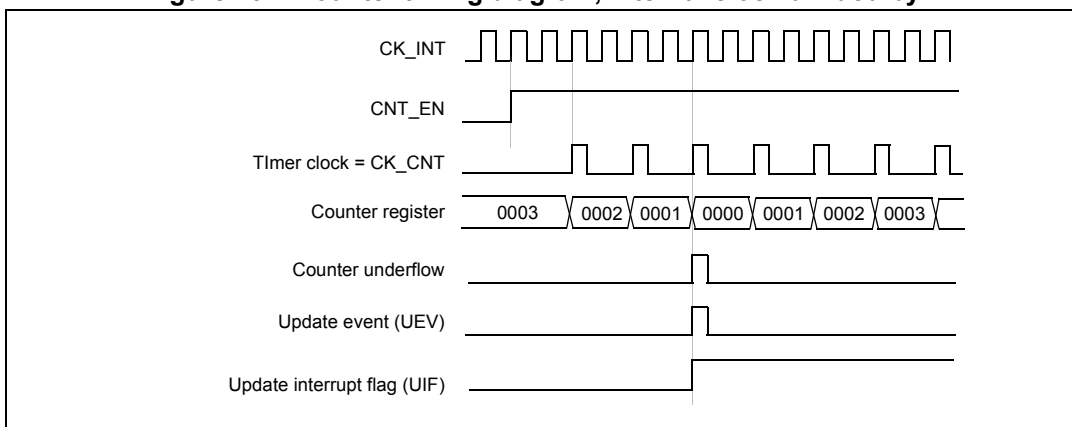 CK_INT
CNT_EN
TImer clock = CK_CNT
Counter register 0003 0002 0001 0000 0001 0002 0003
Counter underflow
Update event (UEV)
Update interrupt flag (UIF)